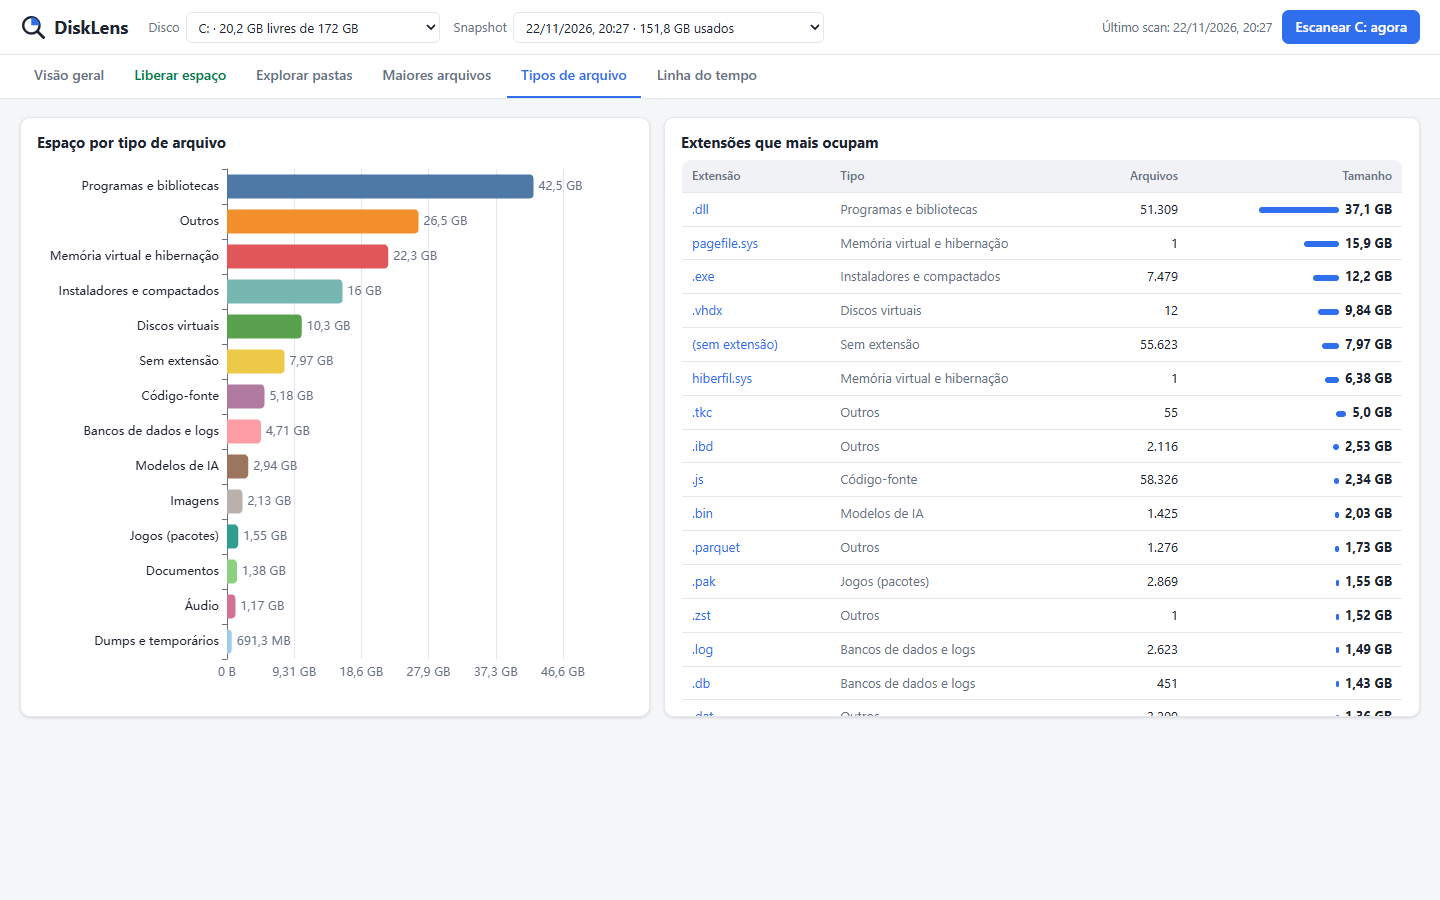 DiskLens Disco C: · 20,2 GB livres de 172 GB Snapshot 22/11/2026, 20:27 · 151,8 GB usados Último scan: 22/11/2026, 20:27 Escanear C: agora
Visão geral Liberar espaço Explorar pastas Maiores arquivos Tipos de arquivo Linha do tempo
Espaço por tipo de arquivo
Programas e bibliotecas 42,5 GB
Outros 26,5 GB
Memória virtual e hibernação 22,3 GB
Instaladores e compactados 16 GB
Discos virtuais 10,3 GB
Sem extensão 7,97 GB
Código-fonte 5,18 GB
Bancos de dados e logs 4,71 GB
Modelos de IA 2,94 GB
Imagens 2,13 GB
Jogos (pacotes) 1,55 GB
Documentos 1,38 GB
Áudio 1,17 GB
Dumps e temporários 691,3 MB
0 B 9,31 GB 18,6 GB 27,9 GB 37,3 GB 46,6 GB
Extensões que mais ocupam
Extensão Tipo Arquivos Tamanho
.dll Programas e bibliotecas 51.309 37,1 GB
pagefile.sys Memória virtual e hibernação 1 15,9 GB
.exe Instaladores e compactados 7.479 12,2 GB
.vhdx Discos virtuais 12 9,84 GB
(sem extensão) Sem extensão 55.623 7,97 GB
hiberfil.sys Memória virtual e hibernação 1 6,38 GB
.tkc Outros 55 5,0 GB
.ibd Outros 2.116 2,53 GB
.js Código-fonte 58.326 2,34 GB
.bin Modelos de IA 1.425 2,03 GB
.parquet Outros 1.276 1,73 GB
.pak Jogos (pacotes) 2.869 1,55 GB
.zst Outros 1 1,52 GB
.log Bancos de dados e logs 2.623 1,49 GB
.db Bancos de dados e logs 451 1,43 GB
.dat Outros